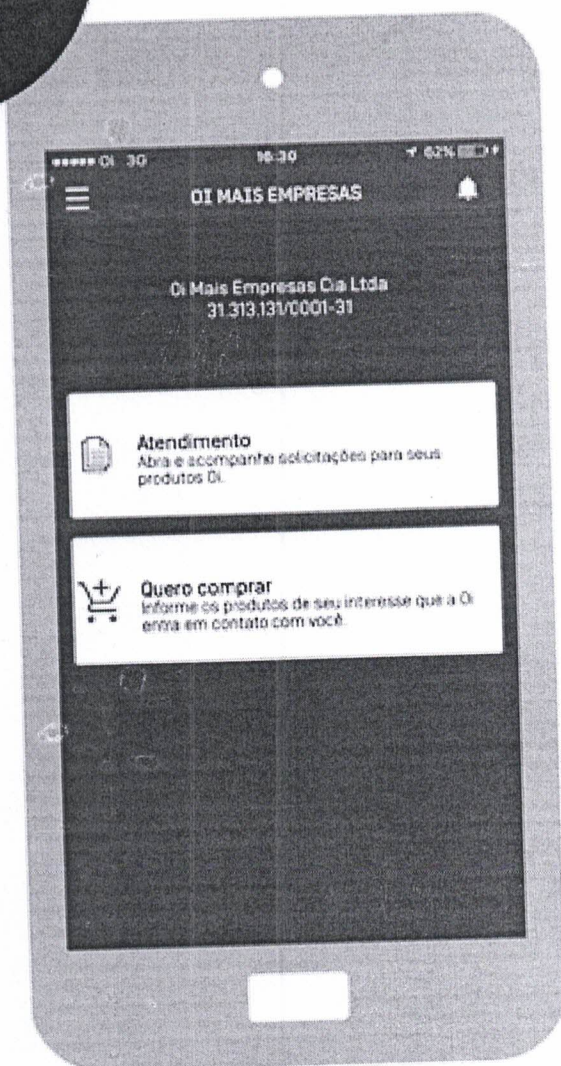 Oi 3G 16:30 62%
OI MAIS EMPRESAS
Oi Mais Empresas Cia Ltda
31.313.131/0001-31
Atendimento
Abra e acompanhe solicitações para seus
produtos Oi.
Quero comprar
Informe os produtos de seu interesse que a Oi
entra em contato com você.